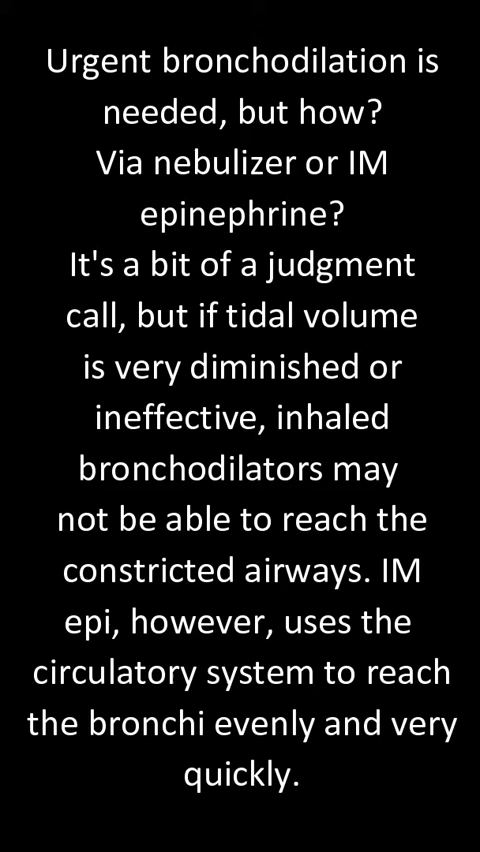 Urgent bronchodilation is
needed, but how?
Via nebulizer or IM
epinephrine?
It's a bit of a judgment
call, but if tidal volume
is very diminished or
ineffective, inhaled
bronchodilators may
not be able to reach the
constricted airways. IM
epi, however, uses the
circulatory system to reach
the bronchi evenly and very
quickly.